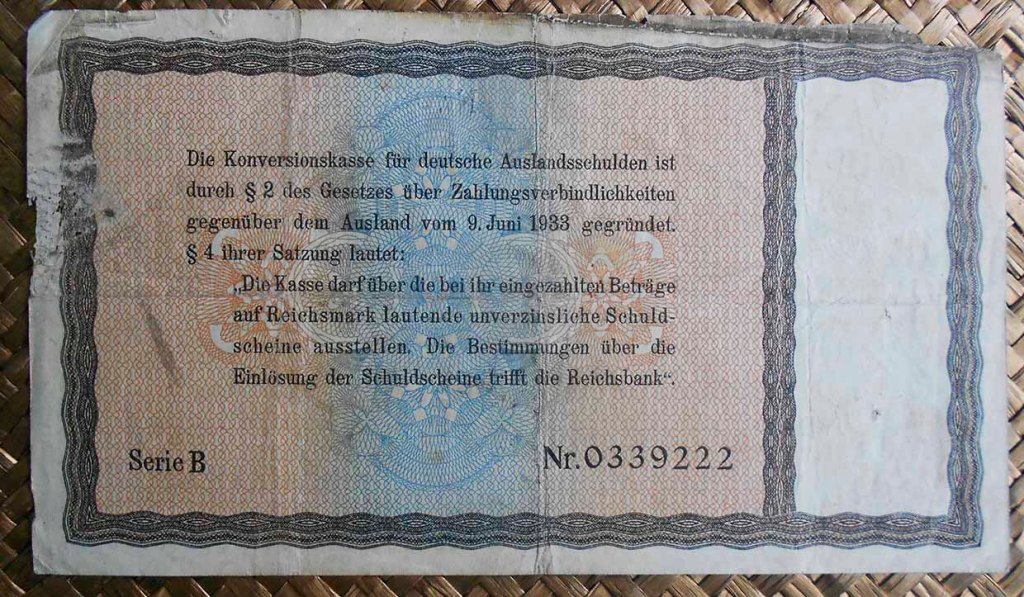 Die Konversionskasse für deutsche Auslandsschulden ist
durch § 2 des Gesetzes über Zahlungsverbindlichkeiten
gegenüber dem Ausland vom 9. Juni 1933 gegründet.
§ 4 ihrer Satzung lautet:
„Die Kasse darf über die bei ihr eingezahlten Beträge
auf Reichsmark lautende unverzinsliche Schuld-
scheine ausstellen. Die Bestimmungen über die
Einlösung der Schuldscheine trifft die Reichsbank“.
Serie B Nr. 0339222